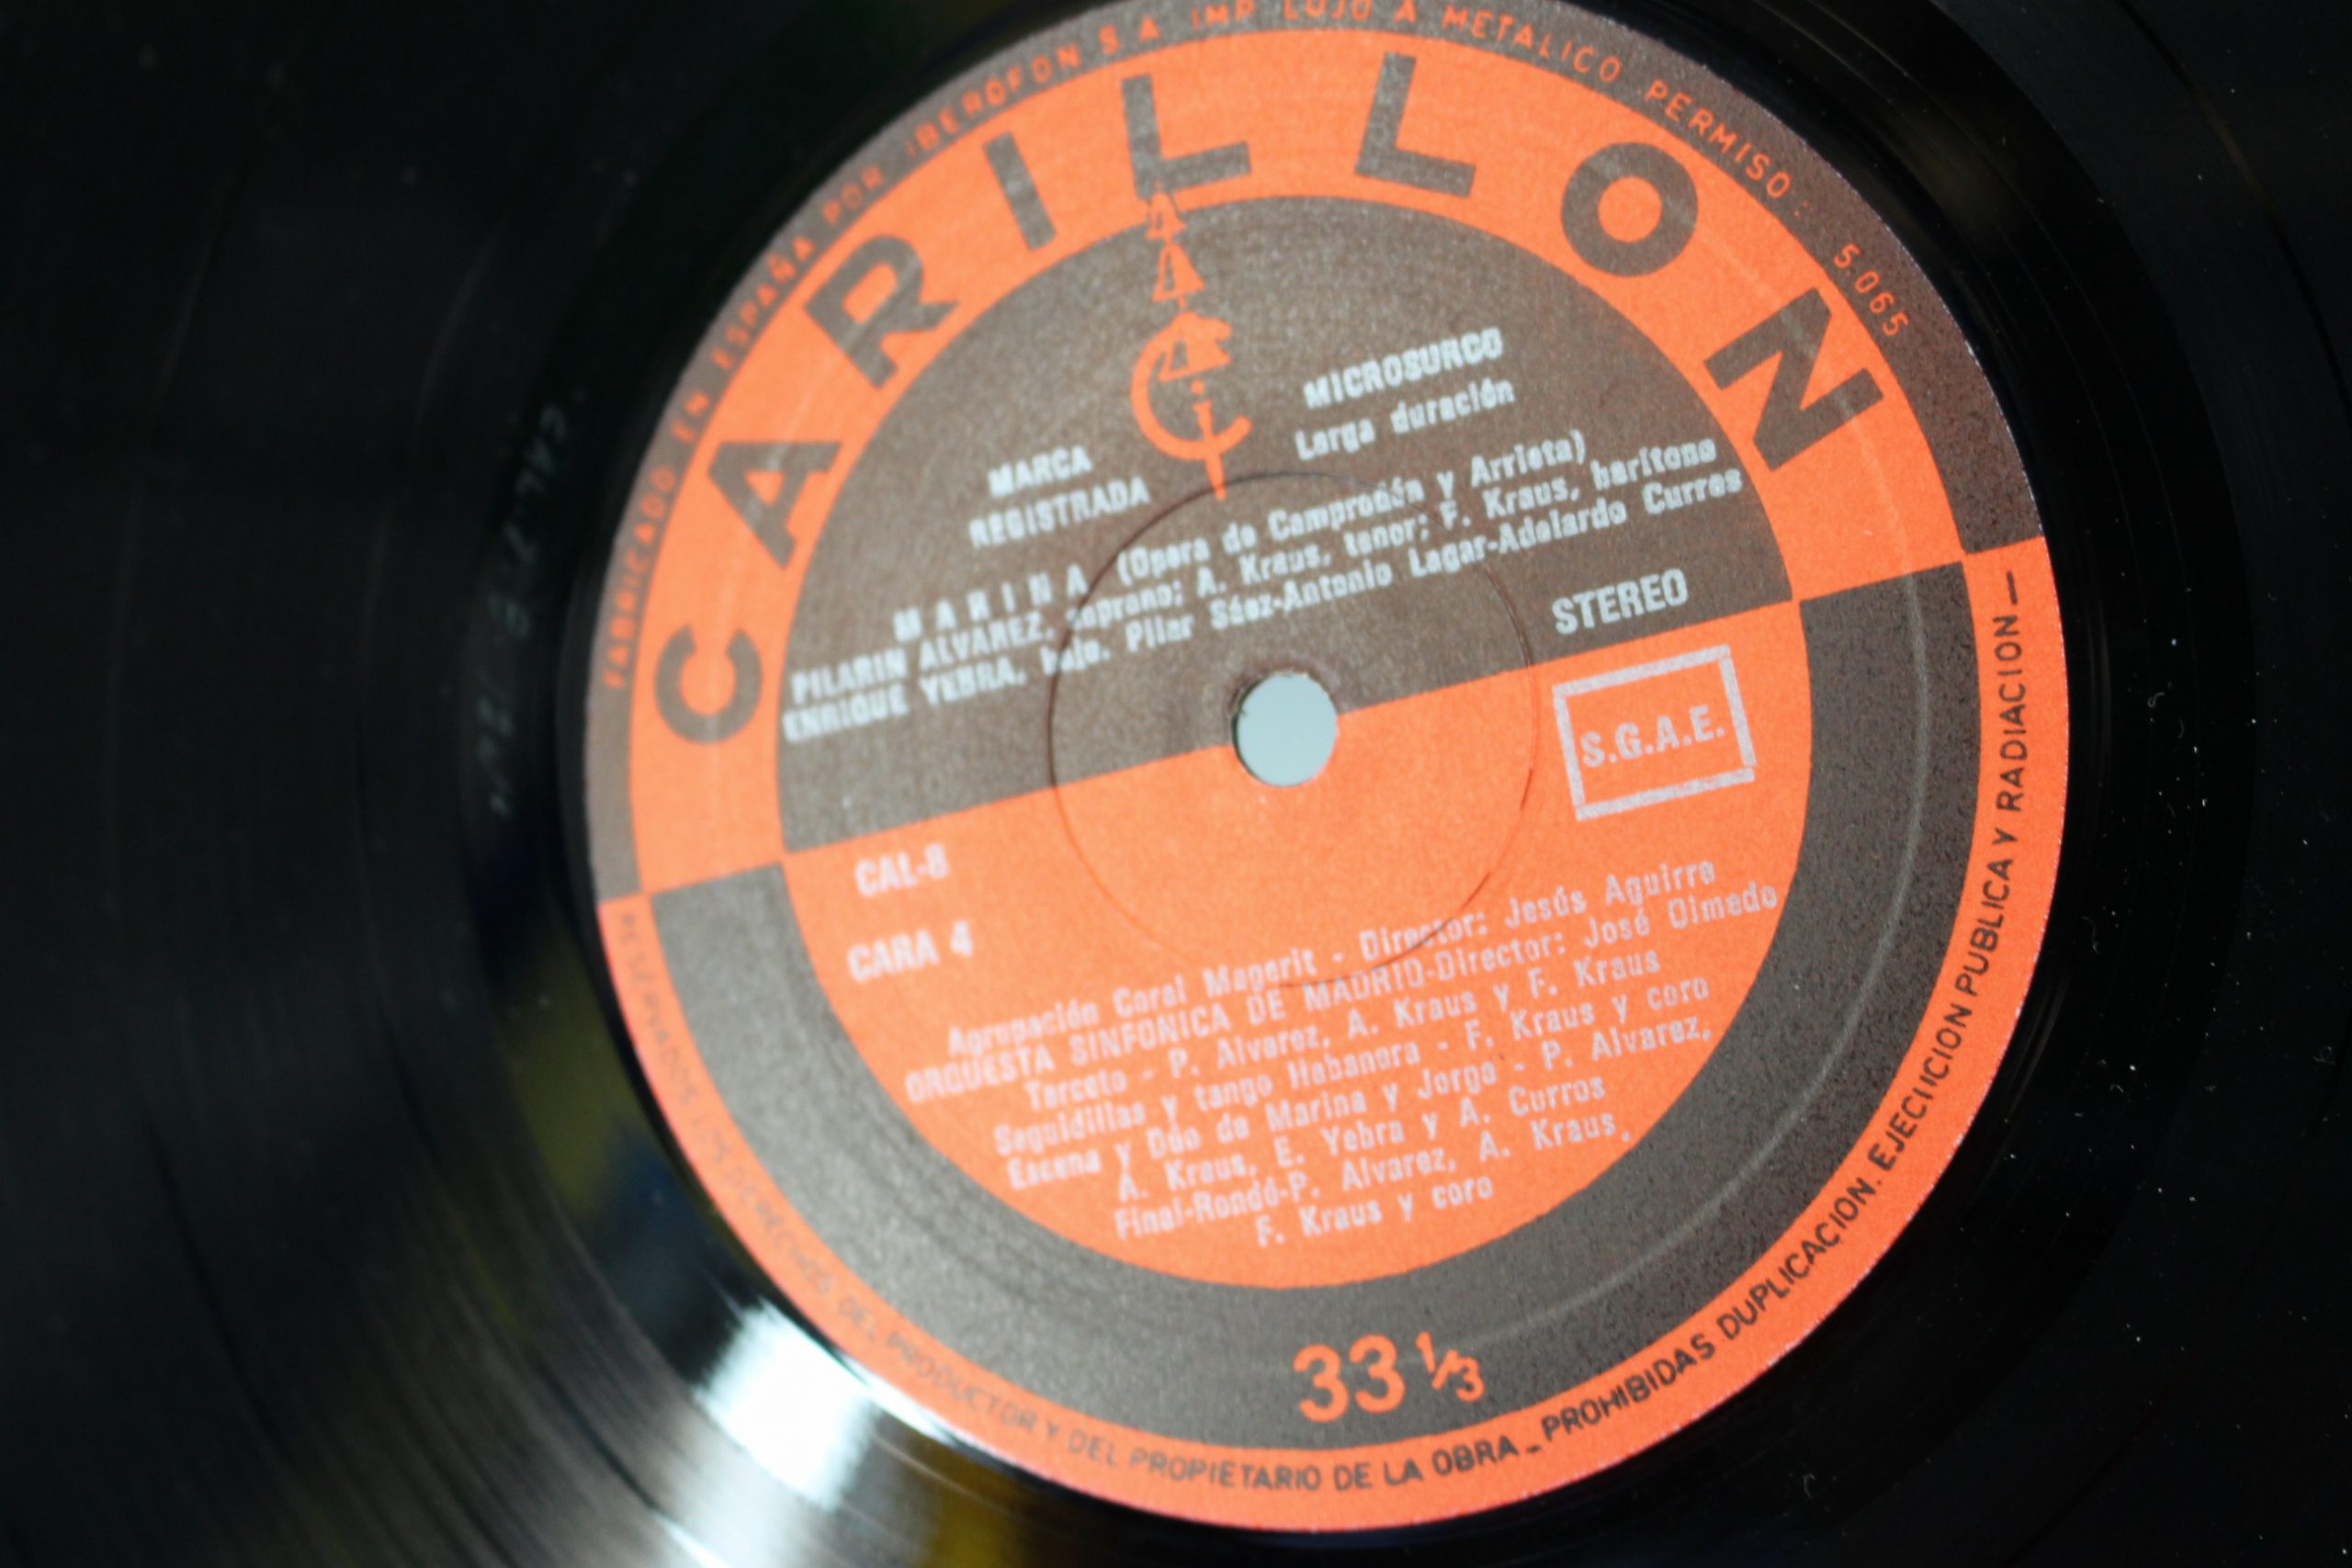 FABRICADO EN ESPAÑA POR IBEROFON S A IMP LUJO A METALICO PERMISO: 5.065
CARILLON
MARCA
REGISTRADA
MICROSURCO
Larga duración
MARINA (Opera de Camprodón y Arrieta)
PILARIN ALVAREZ, soprano; A. Kraus, tenor; F. Kraus, barítono
ENRIQUE YEBRA, bajo. Pilar Sáez-Antonio Lagar-Adelardo Curros
STEREO
S.G.A.E.
CAL-8
CARA 4
Agrupación Coral Magerit - Director: Jesús Aguirre
ORQUESTA SINFONICA DE MADRID-Director: José Olmedo
Terceto - P. Alvarez, A. Kraus y F. Kraus
Seguidillas y tango Habanera - F. Kraus y coro
Escena y Dúo de Marina y Jorge - P. Alvarez,
A. Kraus, E. Yebra y A. Curros
Final-Rondó-P. Alvarez, A. Kraus,
F. Kraus y coro
33 1/3
DERECHOS DEL PRODUCTOR Y DEL PROPIETARIO DE LA OBRA _ PROHIBIDAS DUPLICACION. EJECUCION PUBLICA Y RADIACION _